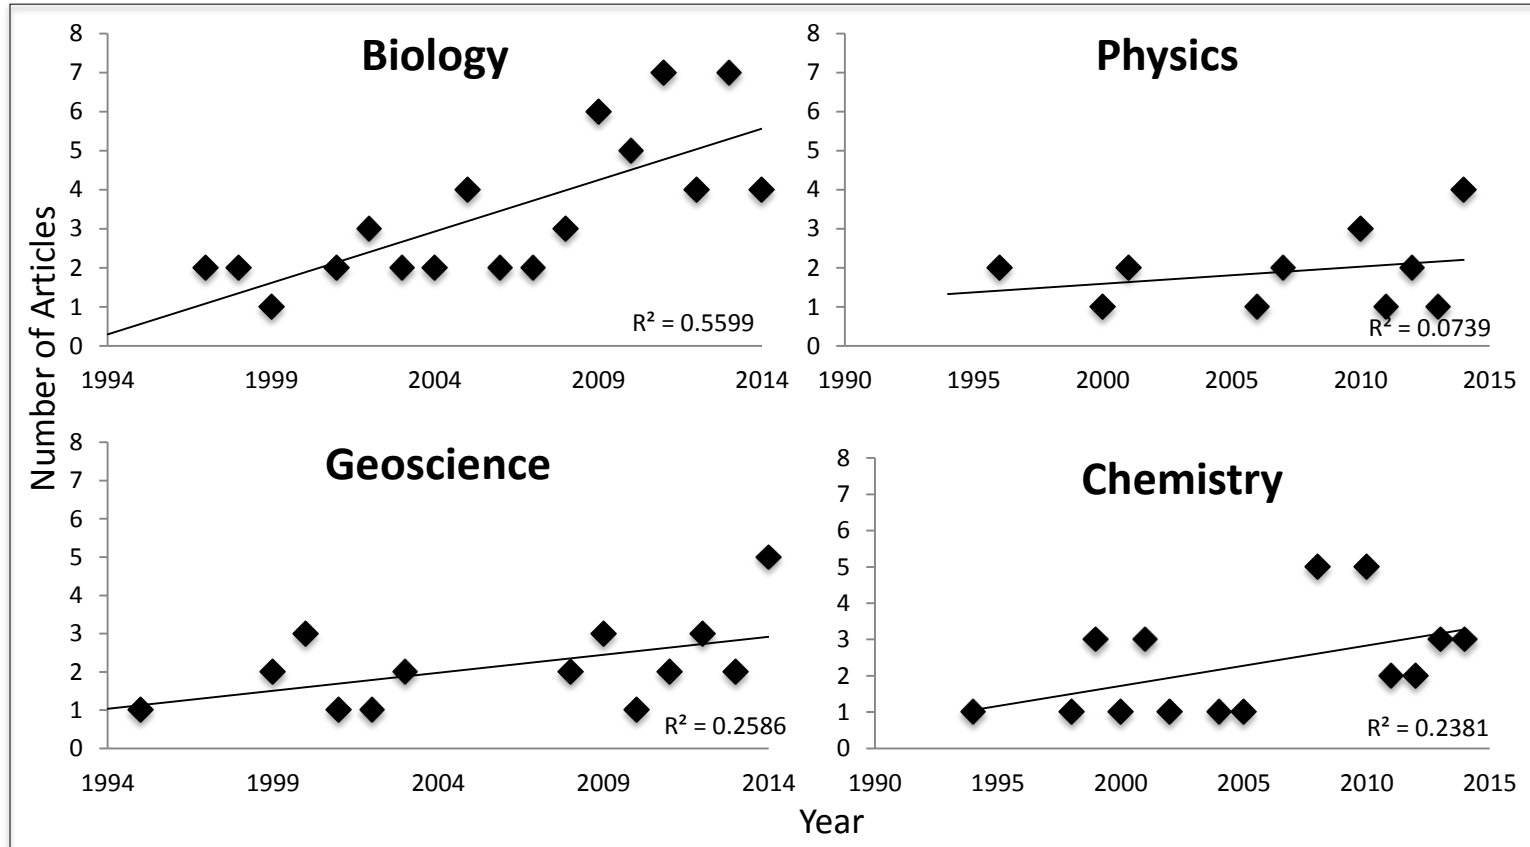 Number of Articles
Biology
8
7
6
5
4
3
2
1
0
R² = 0.5599
1994 1999 2004 2009 2014
Physics
8
7
6
5
4
3
2
1
0
R² = 0.0739
1990 1995 2000 2005 2010 2015
Geoscience
8
7
6
5
4
3
2
1
0
R² = 0.2586
1994 1999 2004 2009 2014
Chemistry
8
7
6
5
4
3
2
1
0
R² = 0.2381
1990 1995 2000 2005 2010 2015
Year